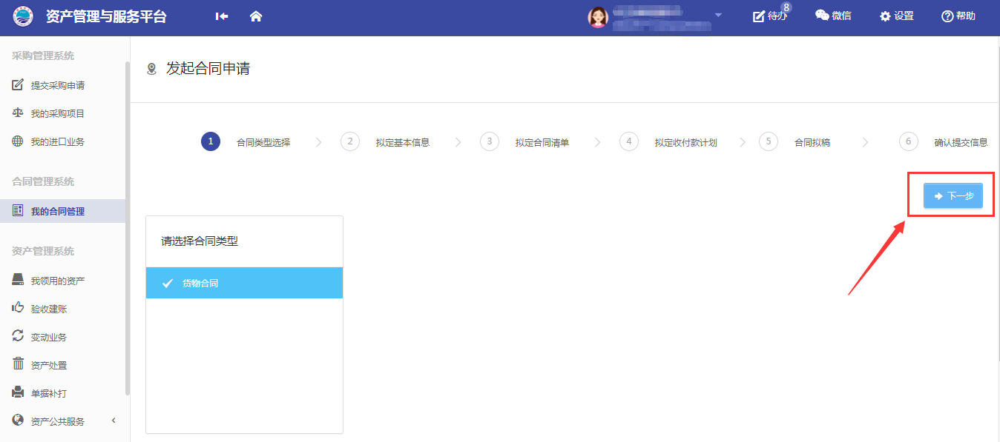 资产管理与服务平台
8
待办
微信
设置
帮助
采购管理系统
提交采购申请
我的采购项目
我的进口业务
合同管理系统
我的合同管理
资产管理系统
我领用的资产
验收建账
变动业务
资产处置
单据补打
资产公共服务
发起合同申请
1 合同类型选择
2 拟定基本信息
3 拟定合同清单
4 拟定收付款计划
5 合同拟稿
6 确认提交信息
下一步
请选择合同类型
货物合同